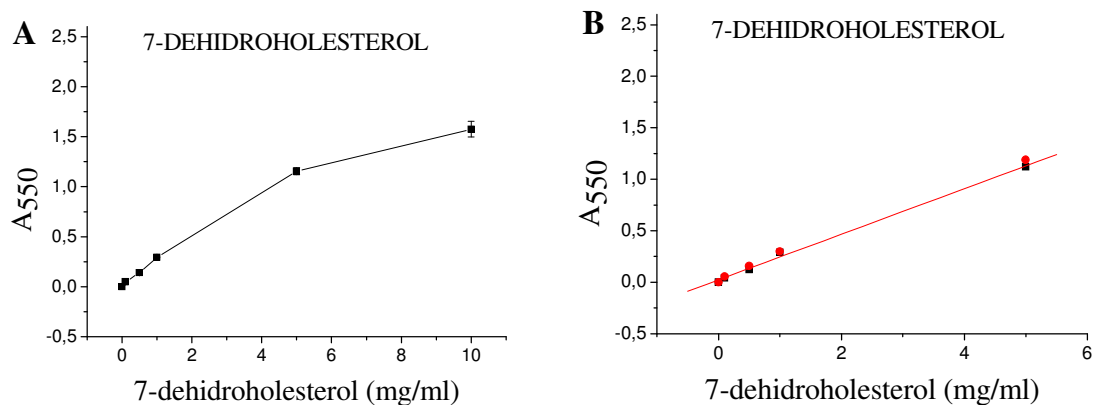 A
7-DEHIDROHOLESTEROL
2,5
2,0
1,5
1,0
0,5
0,0
-0,5
A550
0 2 4 6 8 10
7-dehidroholesterol (mg/ml)
B
7-DEHIDROHOLESTEROL
2,5
2,0
1,5
1,0
0,5
0,0
-0,5
A550
0 2 4 6
7-dehidroholesterol (mg/ml)